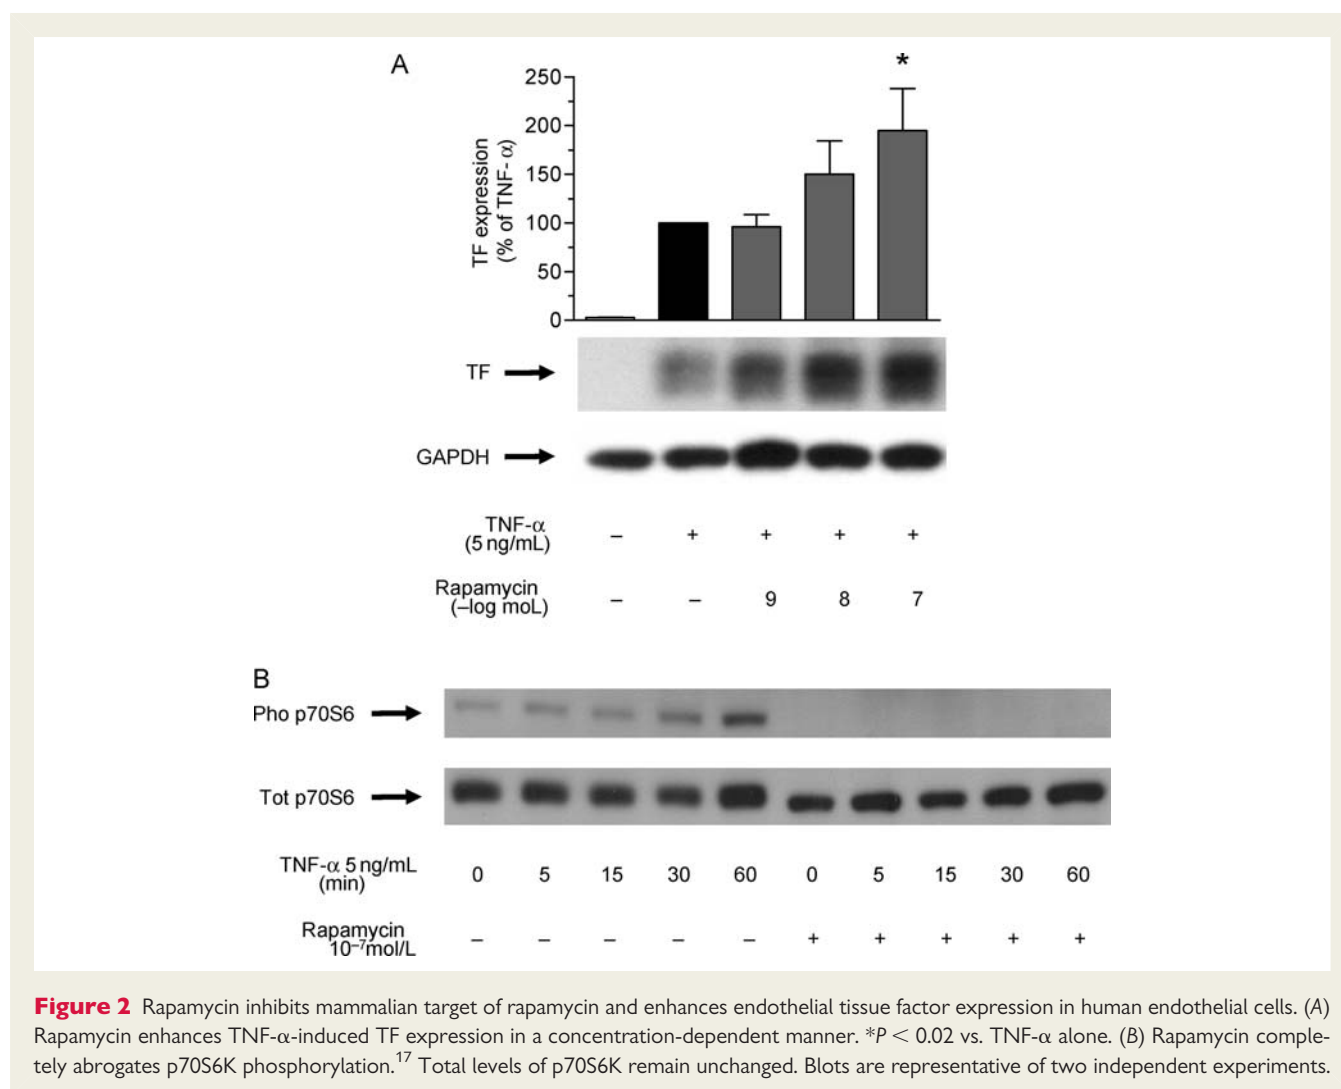 A
*
250
200
150
100
50
0
TF expression
(% of TNF- α)
TF
GAPDH
TNF-α
(5 ng/mL)
– + + + +
Rapamycin
(–log moL)
– – 9 8 7
B
Pho p70S6
Tot p70S6
TNF-α 5 ng/mL
(min)
0 5 15 30 60 0 5 15 30 60
Rapamycin
10⁻⁷mol/L
– – – – – + + + + +
Figure 2 Rapamycin inhibits mammalian target of rapamycin and enhances endothelial tissue factor expression in human endothelial cells. (A)
Rapamycin enhances TNF-α-induced TF expression in a concentration-dependent manner. *P < 0.02 vs. TNF-α alone. (B) Rapamycin comple-
tely abrogates p70S6K phosphorylation.¹⁷ Total levels of p70S6K remain unchanged. Blots are representative of two independent experiments.